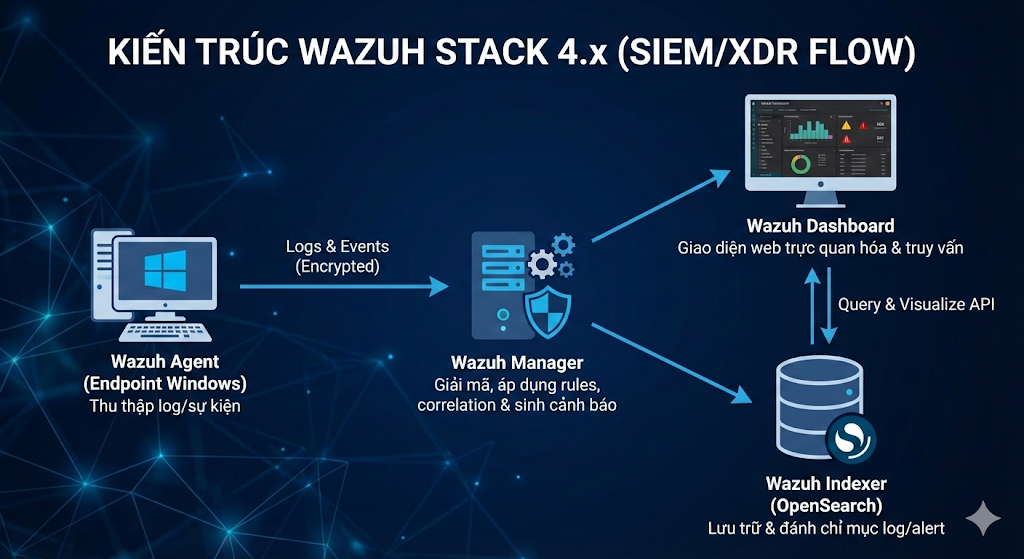 KIẾN TRÚC WAZUH STACK 4.x (SIEM/XDR FLOW)
Logs & Events
(Encrypted)
Wazuh Agent
(Endpoint Windows)
Thu thập log/sự kiện
Wazuh Manager
Giải mã, áp dụng rules,
correlation & sinh cảnh báo
Wazuh Dashboard
Giao diện web trực quan hóa & truy vấn
Query & Visualize API
Wazuh Indexer
(OpenSearch)
Lưu trữ & đánh chỉ mục log/alert